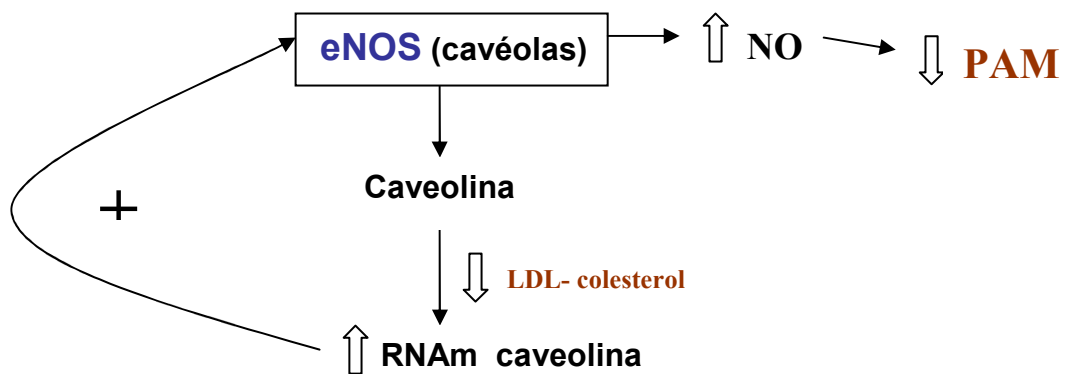 eNOS (cavéolas)
NO
PAM
+
Caveolina
LDL- colesterol
RNAm caveolina